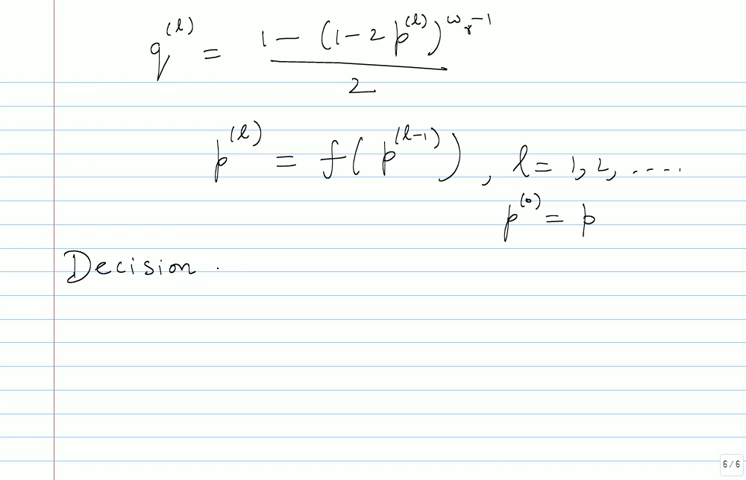 q^(l) = (1 - (1 - 2p^(l))^(w_r - 1)) / 2
p^(l) = f(p^(l-1)), l = 1, 2, ....
p^(0) = p
Decision .
6 / 6